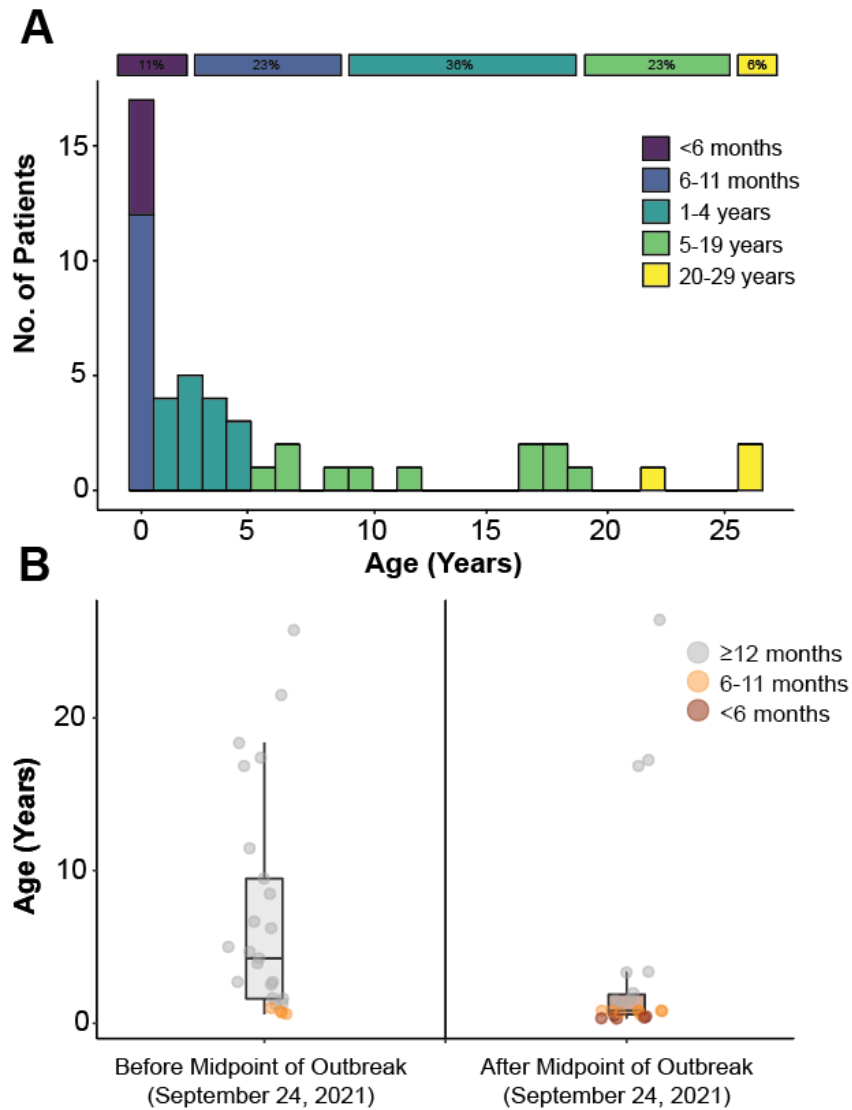 A
11%
23%
36%
23%
6%
No. of Patients
15
10
5
0
<6 months
6-11 months
1-4 years
5-19 years
20-29 years
0
5
10
15
20
25
Age (Years)
B
Age (Years)
20
10
0
≥12 months
6-11 months
<6 months
Before Midpoint of Outbreak
(September 24, 2021)
After Midpoint of Outbreak
(September 24, 2021)